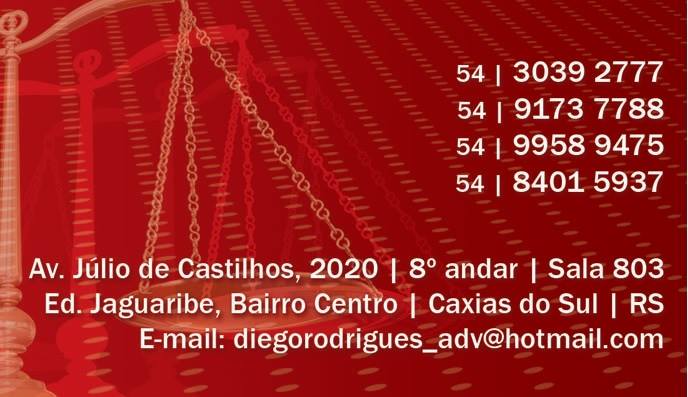 54 | 3039 2777
54 | 9173 7788
54 | 9958 9475
54 | 8401 5937
Av. Júlio de Castilhos, 2020 | 8º andar | Sala 803
Ed. Jaguaribe, Bairro Centro | Caxias do Sul | RS
E-mail: diegorodrigues_adv@hotmail.com